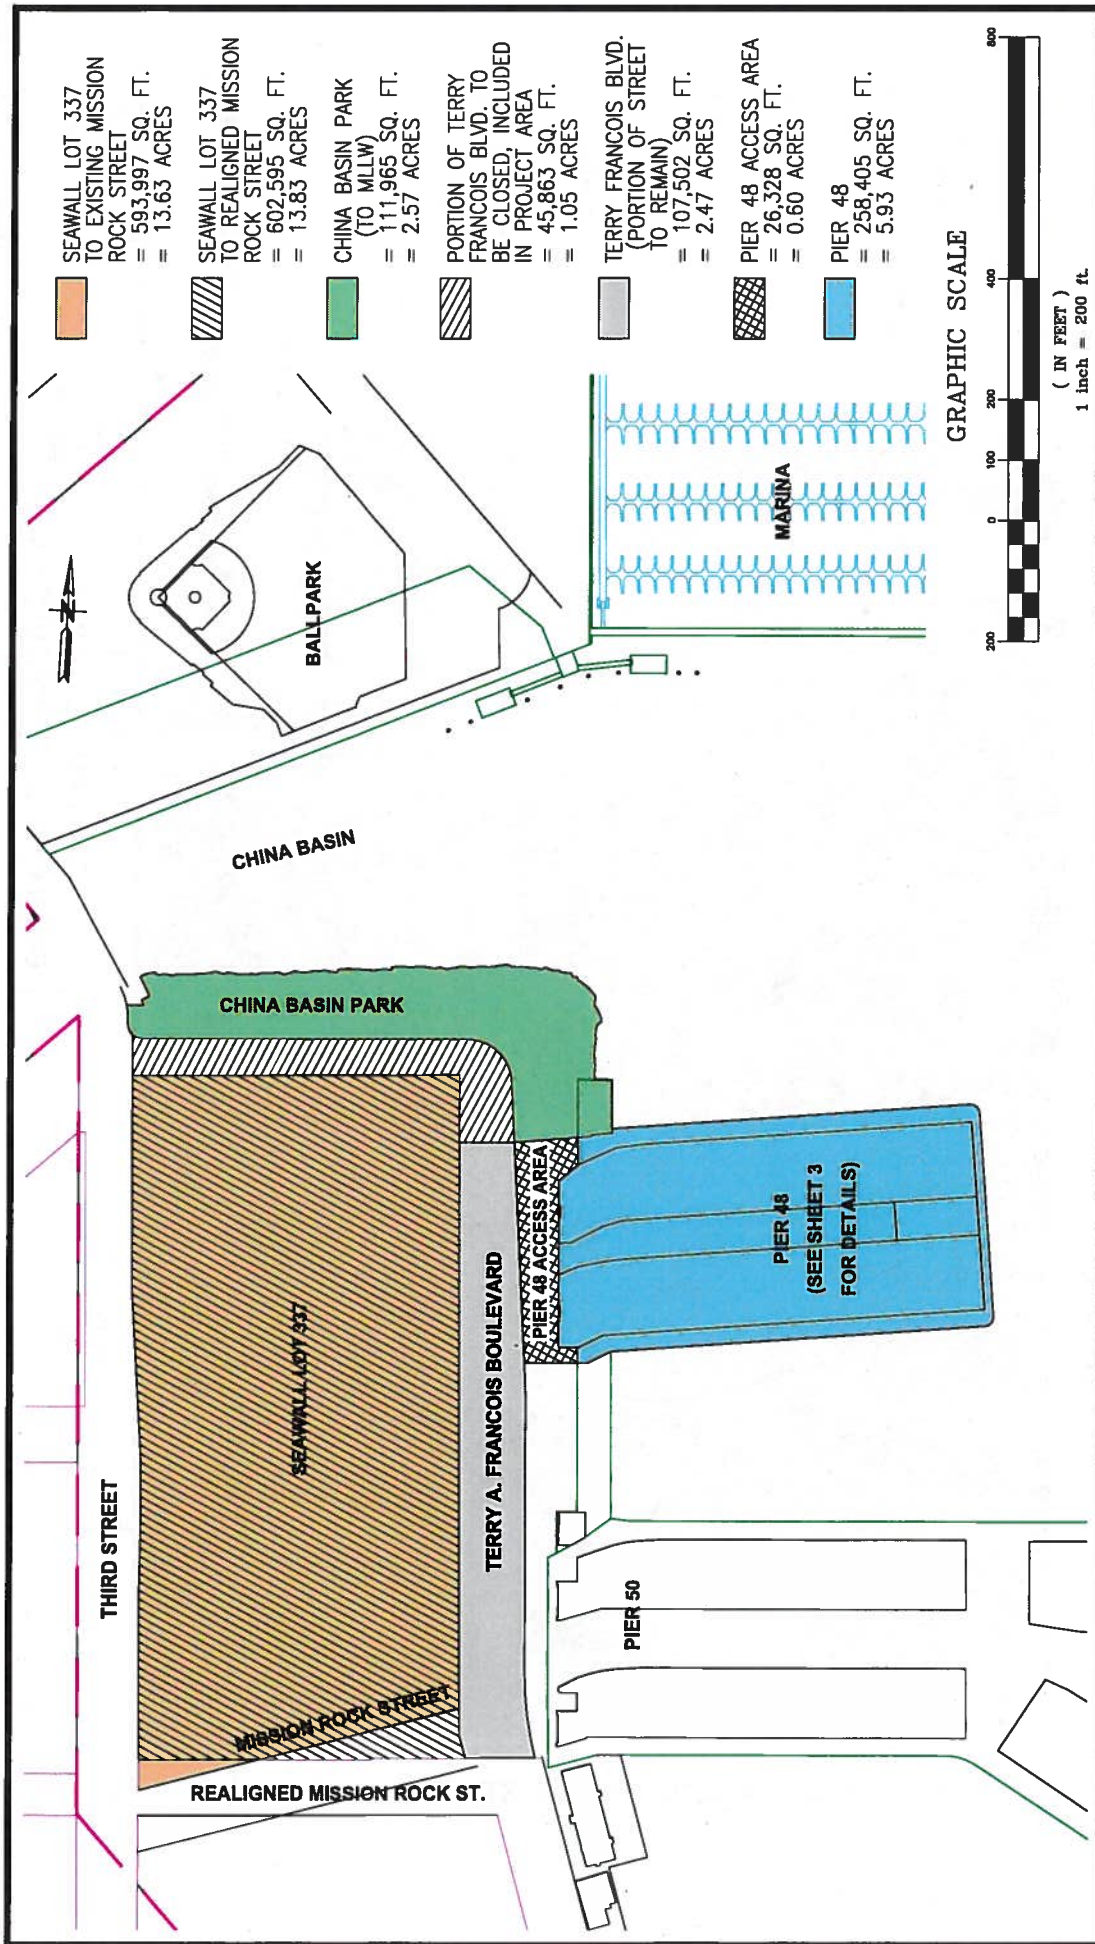 SEAWALL LOT 337
TO EXISTING MISSION
ROCK STREET
= 593,997 SQ. FT.
= 13.63 ACRES
SEAWALL LOT 337
TO REALIGNED MISSION
ROCK STREET
= 602,595 SQ. FT.
= 13.83 ACRES
CHINA BASIN PARK
(TO MLLW)
= 111,965 SQ. FT.
= 2.57 ACRES
PORTION OF TERRY
FRANCOIS BLVD. TO
BE CLOSED, INCLUDED
IN PROJECT AREA
= 45,863 SQ. FT.
= 1.05 ACRES
TERRY FRANCOIS BLVD.
(PORTION OF STREET
TO REMAIN)
= 107,502 SQ. FT.
= 2.47 ACRES
PIER 48 ACCESS AREA
= 26,328 SQ. FT.
= 0.60 ACRES
PIER 48
= 258,405 SQ. FT.
= 5.93 ACRES
N
BALLPARK
MARINA
CHINA BASIN
CHINA BASIN PARK
THIRD STREET
SEAWALL LOT 337
TERRY A. FRANCOIS BOULEVARD
PIER 48 ACCESS AREA
PIER 48
(SEE SHEET 3
FOR DETAILS)
MISSION ROCK STREET
REALIGNED MISSION ROCK ST.
PIER 50
GRAPHIC SCALE
200 0 100 200 400 800
( IN FEET )
1 inch = 200 ft.